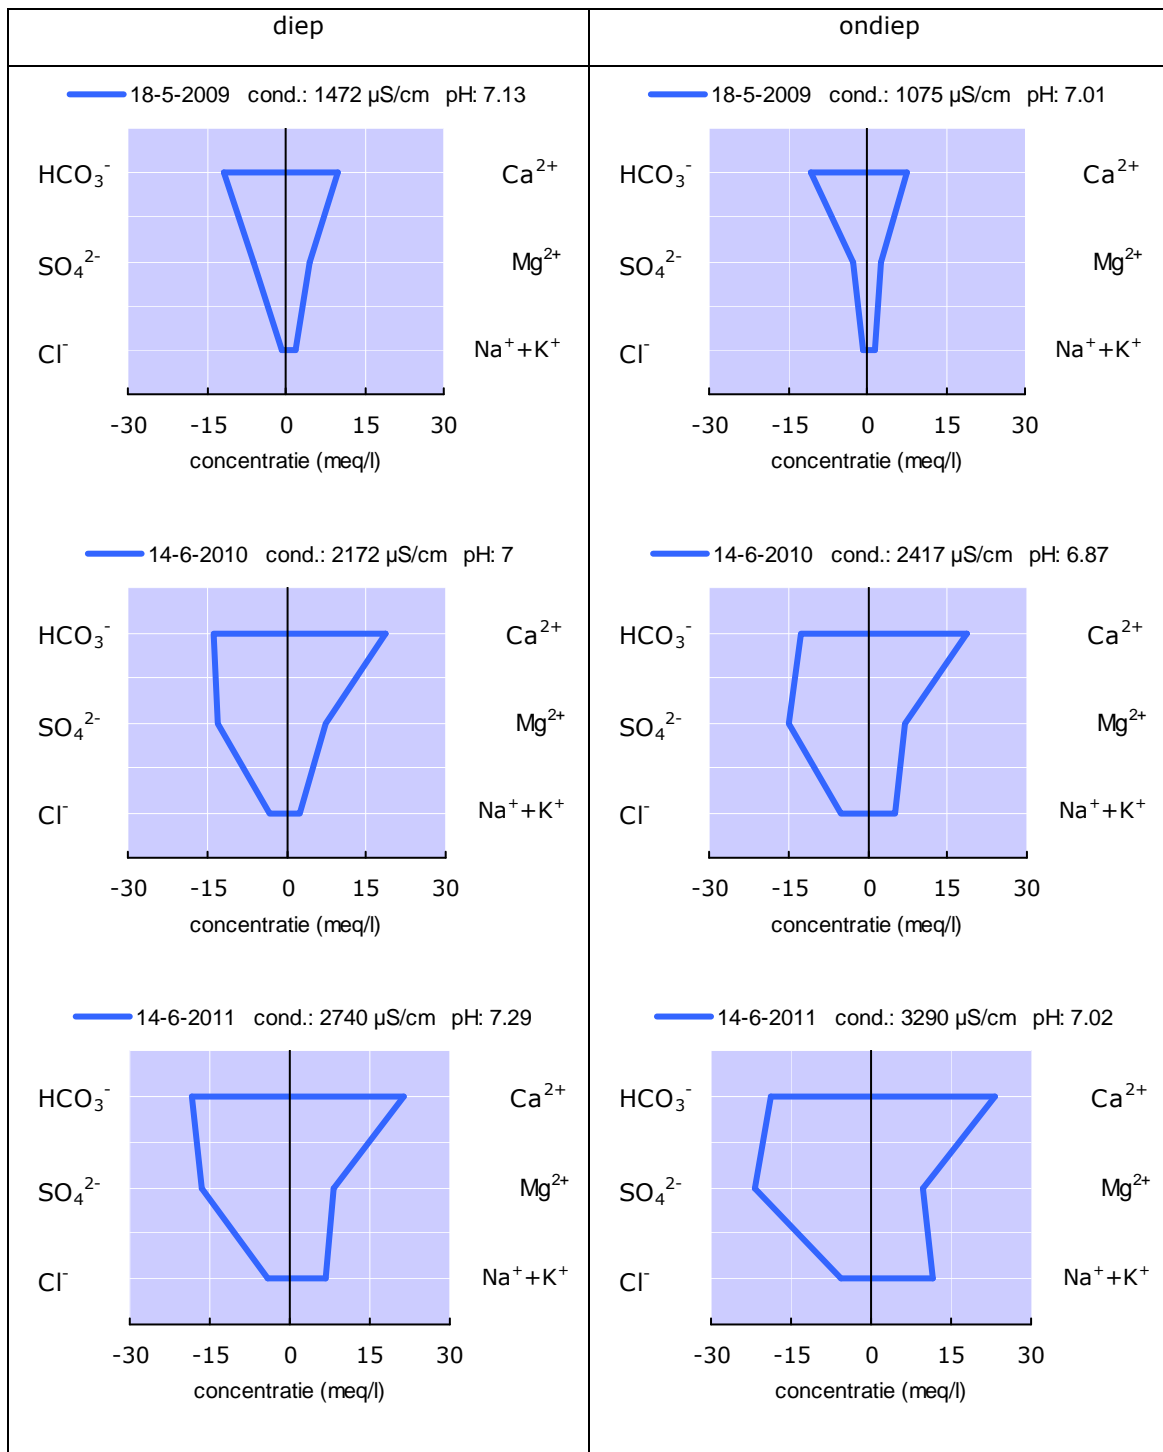 diep
ondiep
18-5-2009 cond.: 1472 µS/cm pH: 7.13
HCO₃⁻
Ca²⁺
SO₄²⁻
Mg²⁺
Cl⁻
Na⁺+K⁺
-30 -15 0 15 30
concentratie (meq/l)
18-5-2009 cond.: 1075 µS/cm pH: 7.01
HCO₃⁻
Ca²⁺
SO₄²⁻
Mg²⁺
Cl⁻
Na⁺+K⁺
-30 -15 0 15 30
concentratie (meq/l)
14-6-2010 cond.: 2172 µS/cm pH: 7
HCO₃⁻
Ca²⁺
SO₄²⁻
Mg²⁺
Cl⁻
Na⁺+K⁺
-30 -15 0 15 30
concentratie (meq/l)
14-6-2010 cond.: 2417 µS/cm pH: 6.87
HCO₃⁻
Ca²⁺
SO₄²⁻
Mg²⁺
Cl⁻
Na⁺+K⁺
-30 -15 0 15 30
concentratie (meq/l)
14-6-2011 cond.: 2740 µS/cm pH: 7.29
HCO₃⁻
Ca²⁺
SO₄²⁻
Mg²⁺
Cl⁻
Na⁺+K⁺
-30 -15 0 15 30
concentratie (meq/l)
14-6-2011 cond.: 3290 µS/cm pH: 7.02
HCO₃⁻
Ca²⁺
SO₄²⁻
Mg²⁺
Cl⁻
Na⁺+K⁺
-30 -15 0 15 30
concentratie (meq/l)